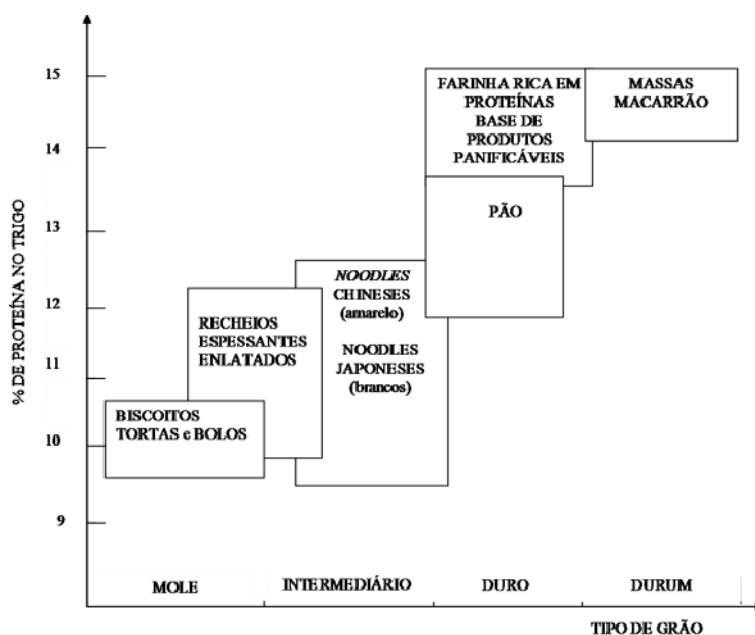 % DE PROTEÍNA NO TRIGO
15
14
13
12
11
10
9
FARINHA RICA EM
PROTEÍNAS
BASE DE
PRODUTOS
PANIFICÁVEIS
MASSAS
MACARRÃO
PÃO
NOODLES
CHINESES
(amarelo)
NOODLES
JAPONESES
(brancos)
RECHEIOS
ESPESSANTES
ENLATADOS
BISCOITOS
TORTAS e BOLOS
MOLE
INTERMEDIÁRIO
DURO
DURUM
TIPO DE GRÃO